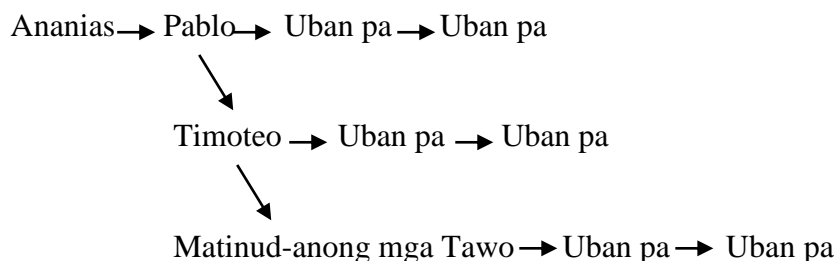 Ananias → Pablo → Uban pa → Uban pa
Timoteo → Uban pa → Uban pa
Matinud-anong mga Tawo → Uban pa → Uban pa